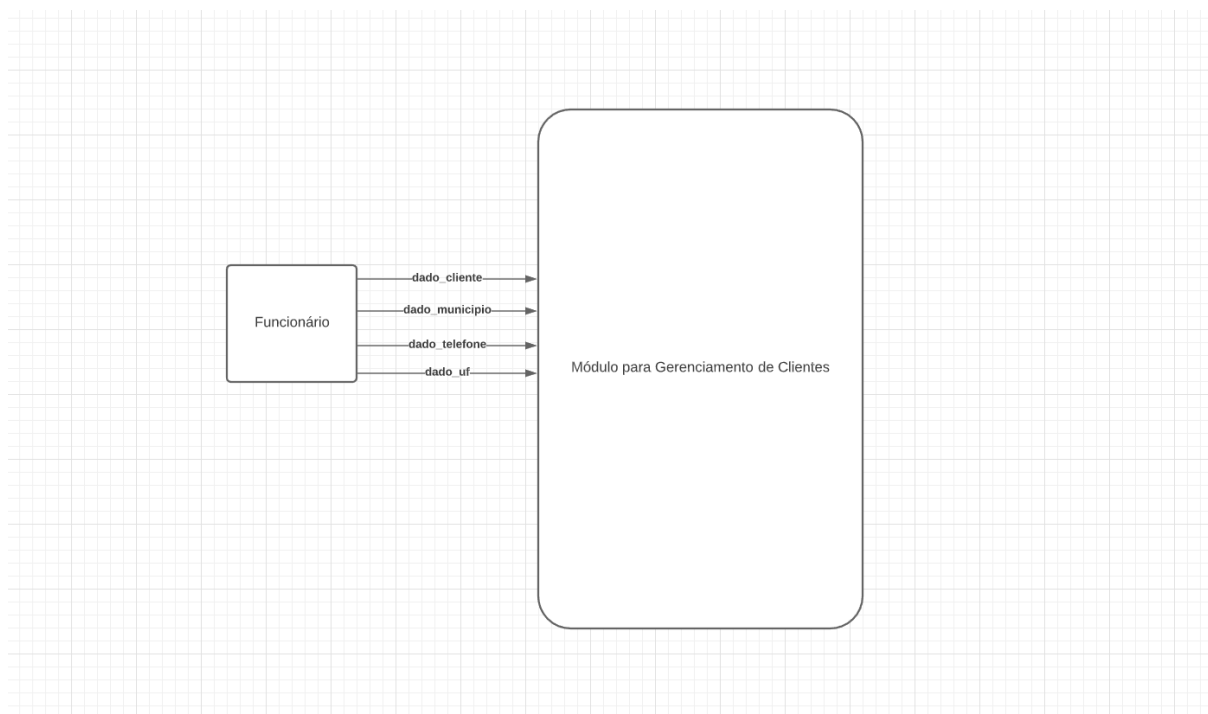 dado_cliente
dado_municipio
Funcionário
dado_telefone
dado_uf
Módulo para Gerenciamento de Clientes